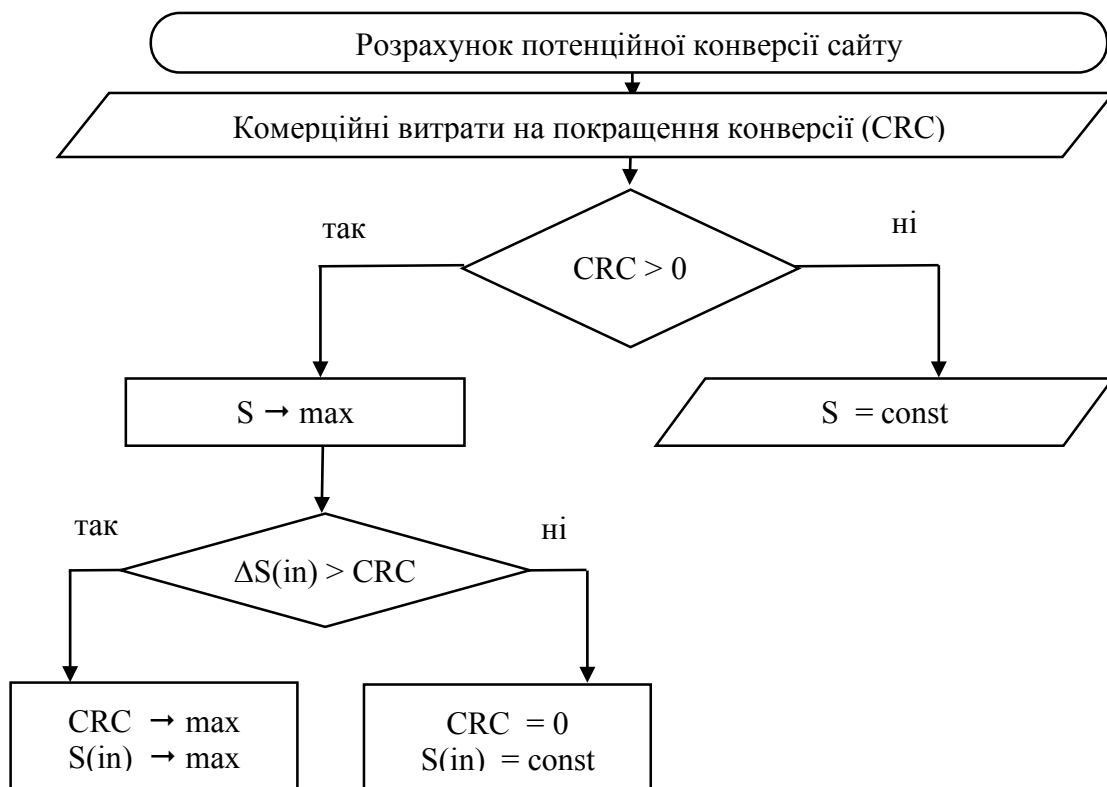 Розрахунок потенційної конверсії сайту
Комерційні витрати на покращення конверсії (CRC)
так
ні
CRC > 0
S → max
S = const
так
ні
ΔS(in) > CRC
CRC → max
S(in) → max
CRC = 0
S(in) = const